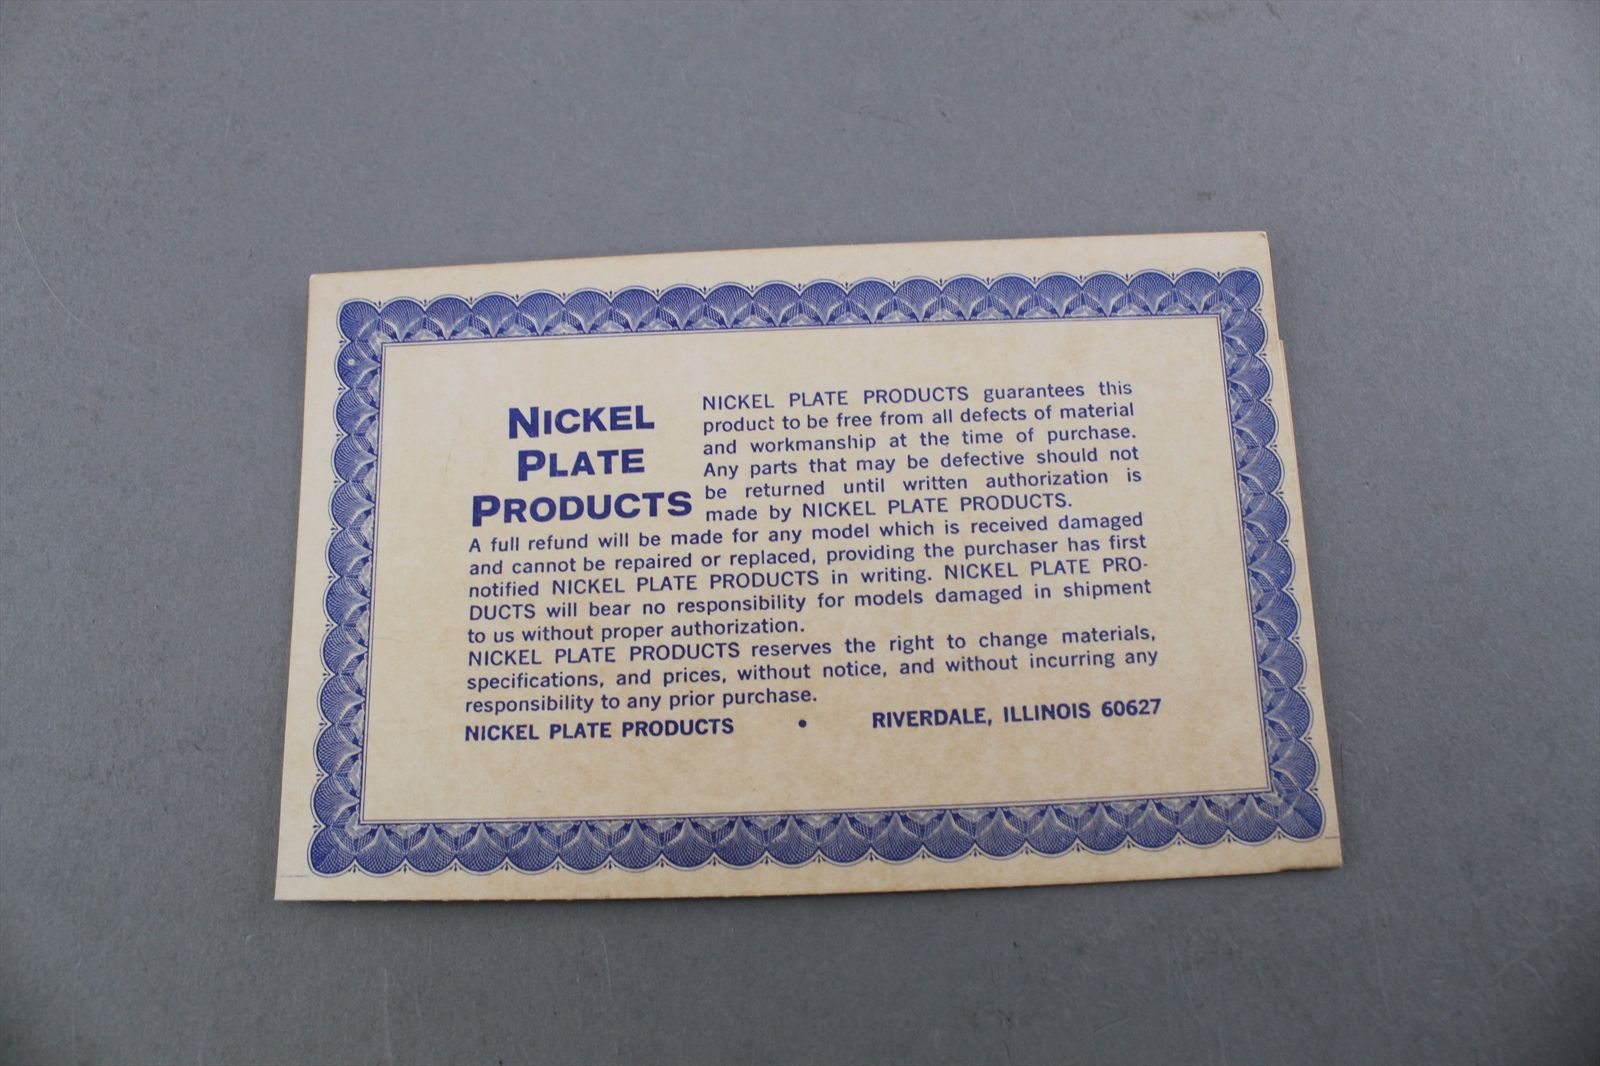 NICKEL
PLATE
PRODUCTS
NICKEL PLATE PRODUCTS guarantees this
product to be free from all defects of material
and workmanship at the time of purchase.
Any parts that may be defective should not
be returned until written authorization is
made by NICKEL PLATE PRODUCTS.
A full refund will be made for any model which is received damaged
and cannot be repaired or replaced, providing the purchaser has first
notified NICKEL PLATE PRODUCTS in writing. NICKEL PLATE PRO-
DUCTS will bear no responsibility for models damaged in shipment
to us without proper authorization.
NICKEL PLATE PRODUCTS reserves the right to change materials,
specifications, and prices, without notice, and without incurring any
responsibility to any prior purchase.
NICKEL PLATE PRODUCTS • RIVERDALE, ILLINOIS 60627